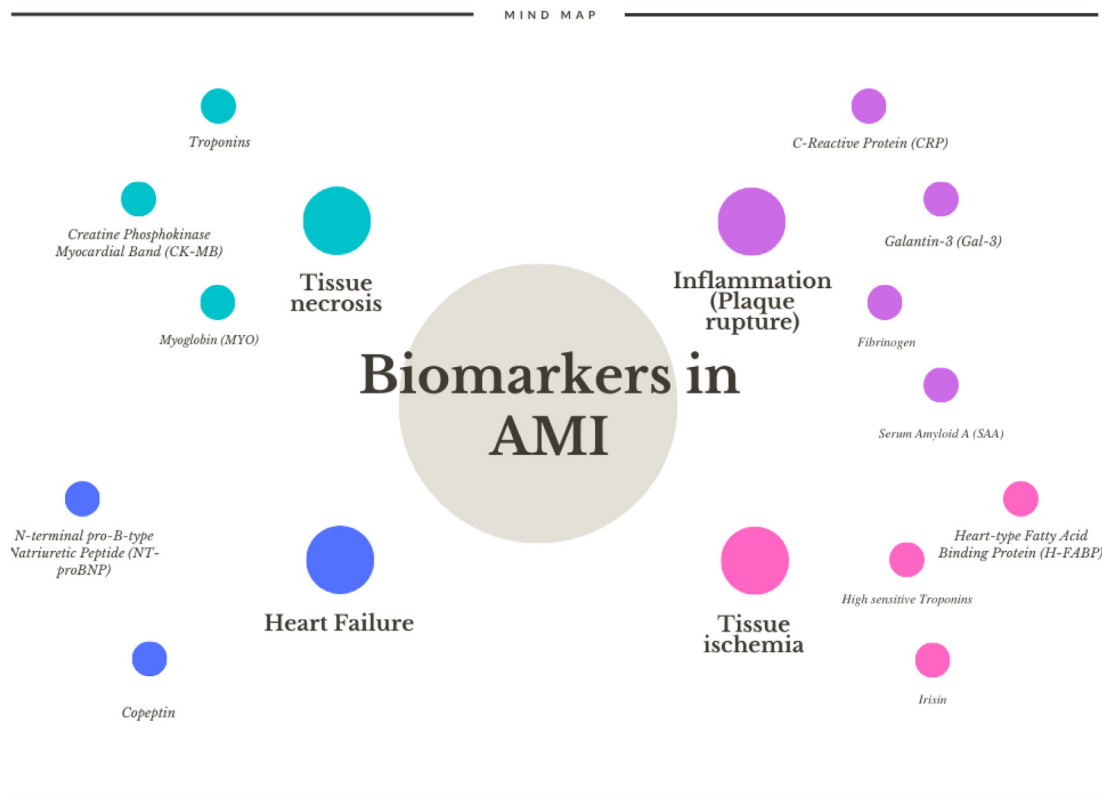 MIND MAP
Troponins
Creatine Phosphokinase
Myocardial Band (CK-MB)
Myoglobin (MYO)
Tissue
necrosis
C-Reactive Protein (CRP)
Galantin-3 (Gal-3)
Inflammation
(Plaque
rupture)
Fibrinogen
Serum Amyloid A (SAA)
Biomarkers in
AMI
N-terminal pro-B-type
Natriuretic Peptide (NT-
proBNP)
Heart Failure
Copeptin
Heart-type Fatty Acid
Binding Protein (H-FABP)
High sensitive Troponins
Tissue
ischemia
Irisin